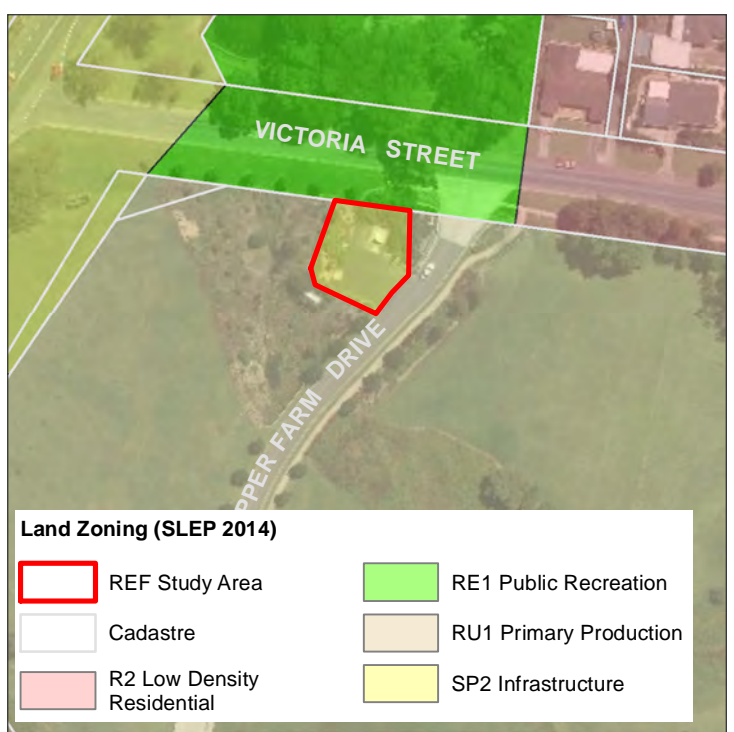 VICTORIA STREET
PPER FARM DRIVE
Land Zoning (SLEP 2014)
REF Study Area
Cadastre
R2 Low Density
Residential
RE1 Public Recreation
RU1 Primary Production
SP2 Infrastructure